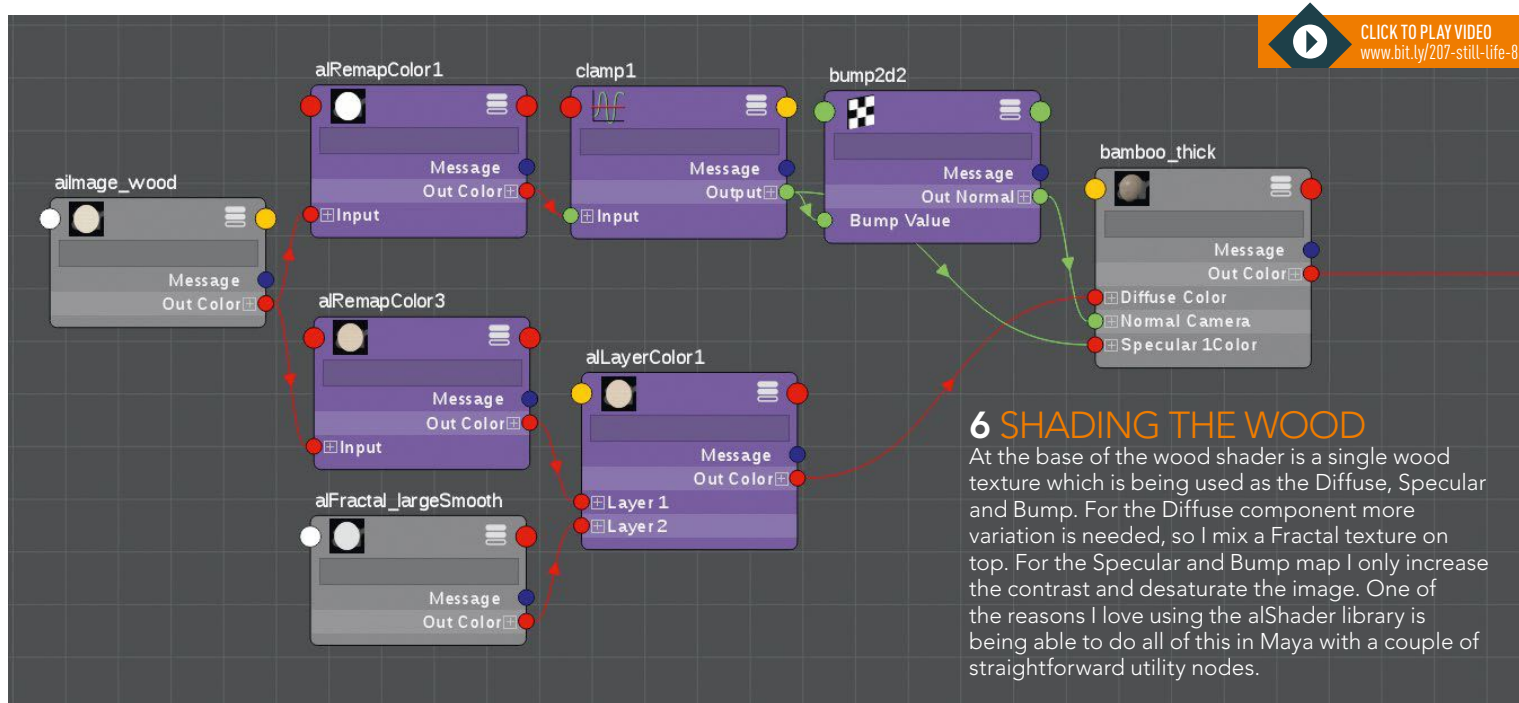 CLICK TO PLAY VIDEO
www.bit.ly/207-still-life-8
alRemapColor1
Message
Out Color
Input
clamp1
Message
Output
Input
bump2d2
Message
Out Normal
Bump Value
bamboo_thick
Message
Out Color
Diffuse Color
Normal Camera
Specular 1Color
aiImage_wood
Message
Out Color
alRemapColor3
Message
Out Color
Input
alLayerColor1
Message
Out Color
Layer 1
Layer 2
alFractal_largeSmooth
Message
Out Color
6 SHADING THE WOOD
At the base of the wood shader is a single wood
texture which is being used as the Diffuse, Specular
and Bump. For the Diffuse component more
variation is needed, so I mix a Fractal texture on
top. For the Specular and Bump map I only increase
the contrast and desaturate the image. One of
the reasons I love using the alShader library is
being able to do all of this in Maya with a couple of
straightforward utility nodes.